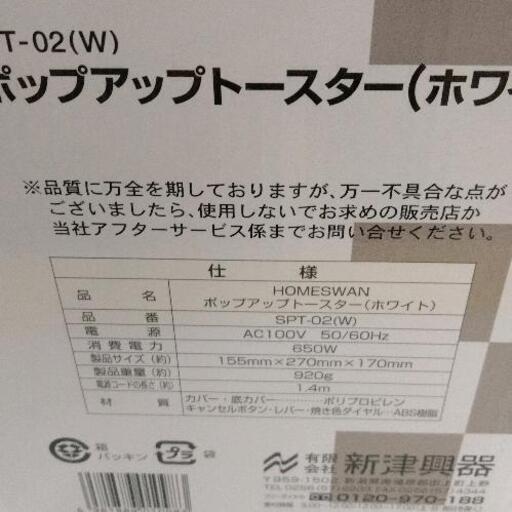 PT-02(W)
ポップアップトースター(ホワイ
※品質に万全を期しておりますが、万一不具合な点が
ございましたら、使用しないでお求めの販売店か
当社アフターサービス係までお問い合せください。
仕 様
品 名 HOMESWAN
ポップアップトースター(ホワイト)
品 番 SPT-02(W)
電 源 AC100V 50/60Hz
消費電力 650W
製品サイズ(約) 155mm×270mm×170mm
製品重量(約) 920g
電源コードの長さ(約) 1.4m
材 質 カバー・底カバー………ポリプロピレン
キャンセルボタン・レバー・焼き色ダイヤル…ABS樹脂
紙 箱
パッキン
プラ 袋
有限
会社 新津興器
〒959-1502
0120-970-188